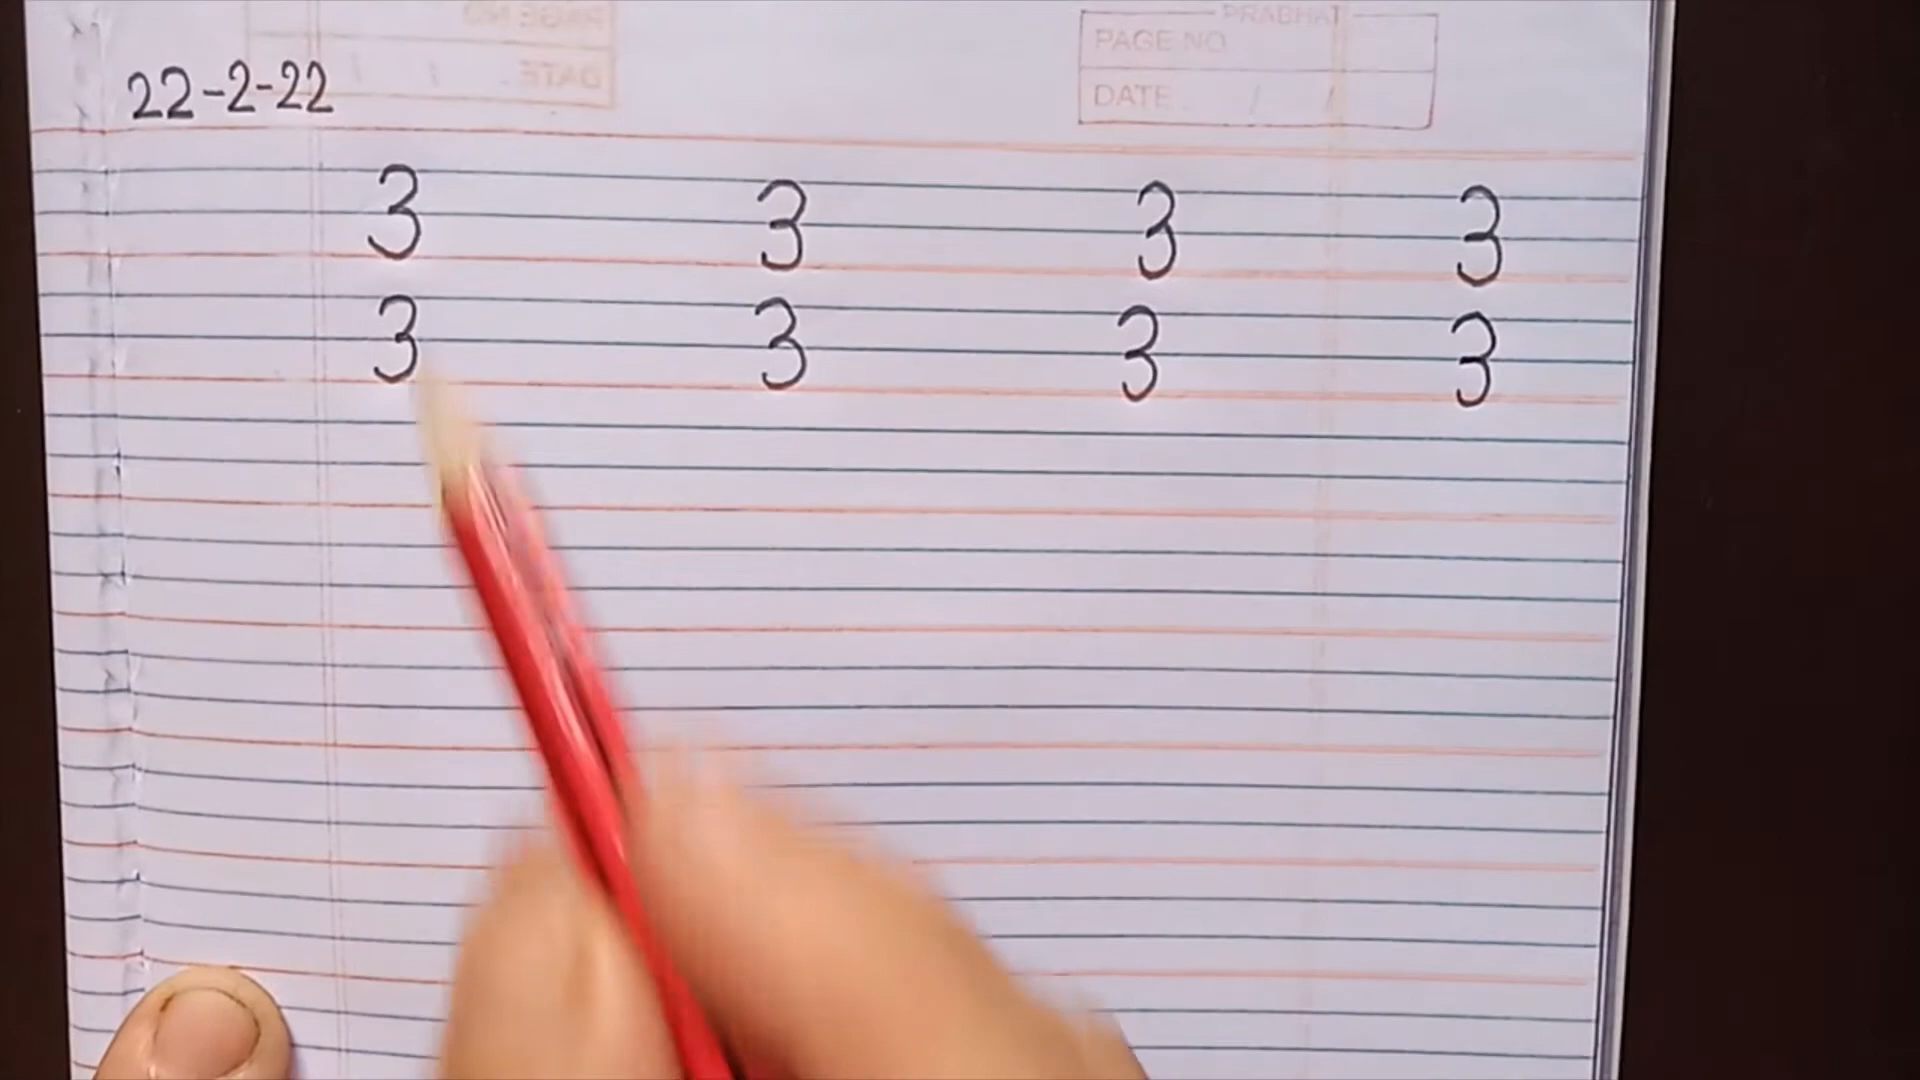 PRABHAT
PAGE NO
DATE / /
22-2-22
3 3 3 3
3 3 3 3